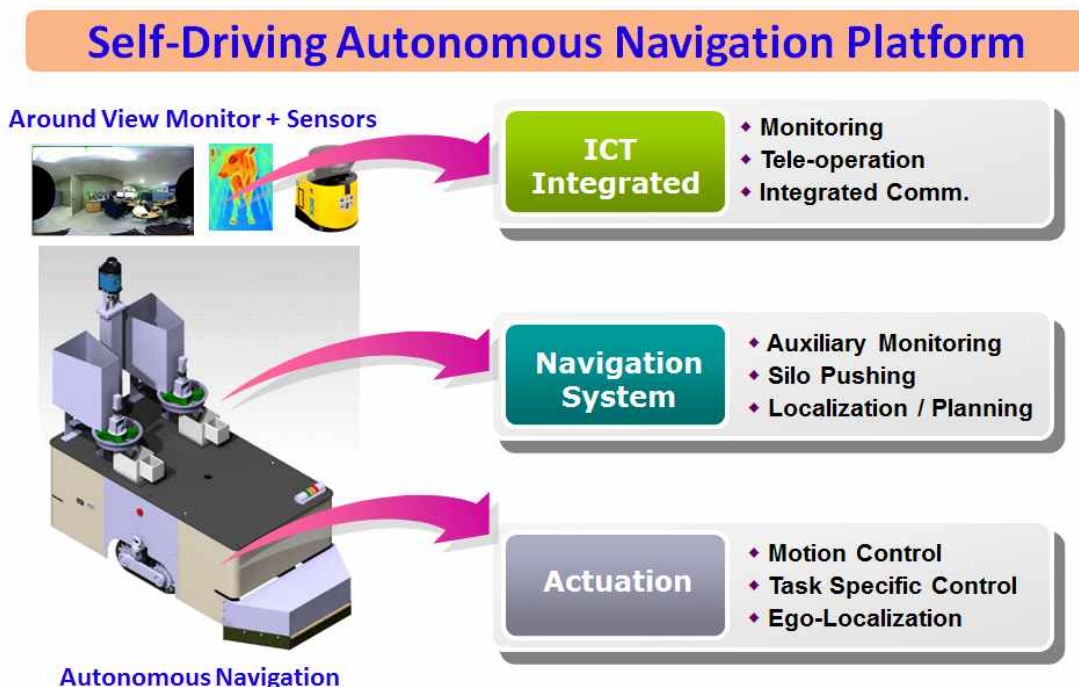 Self-Driving Autonomous Navigation Platform
Around View Monitor + Sensors
ICT
Integrated
◆ Monitoring
◆ Tele-operation
◆ Integrated Comm.
Navigation
System
◆ Auxiliary Monitoring
◆ Silo Pushing
◆ Localization / Planning
Actuation
◆ Motion Control
◆ Task Specific Control
◆ Ego-Localization
Autonomous Navigation